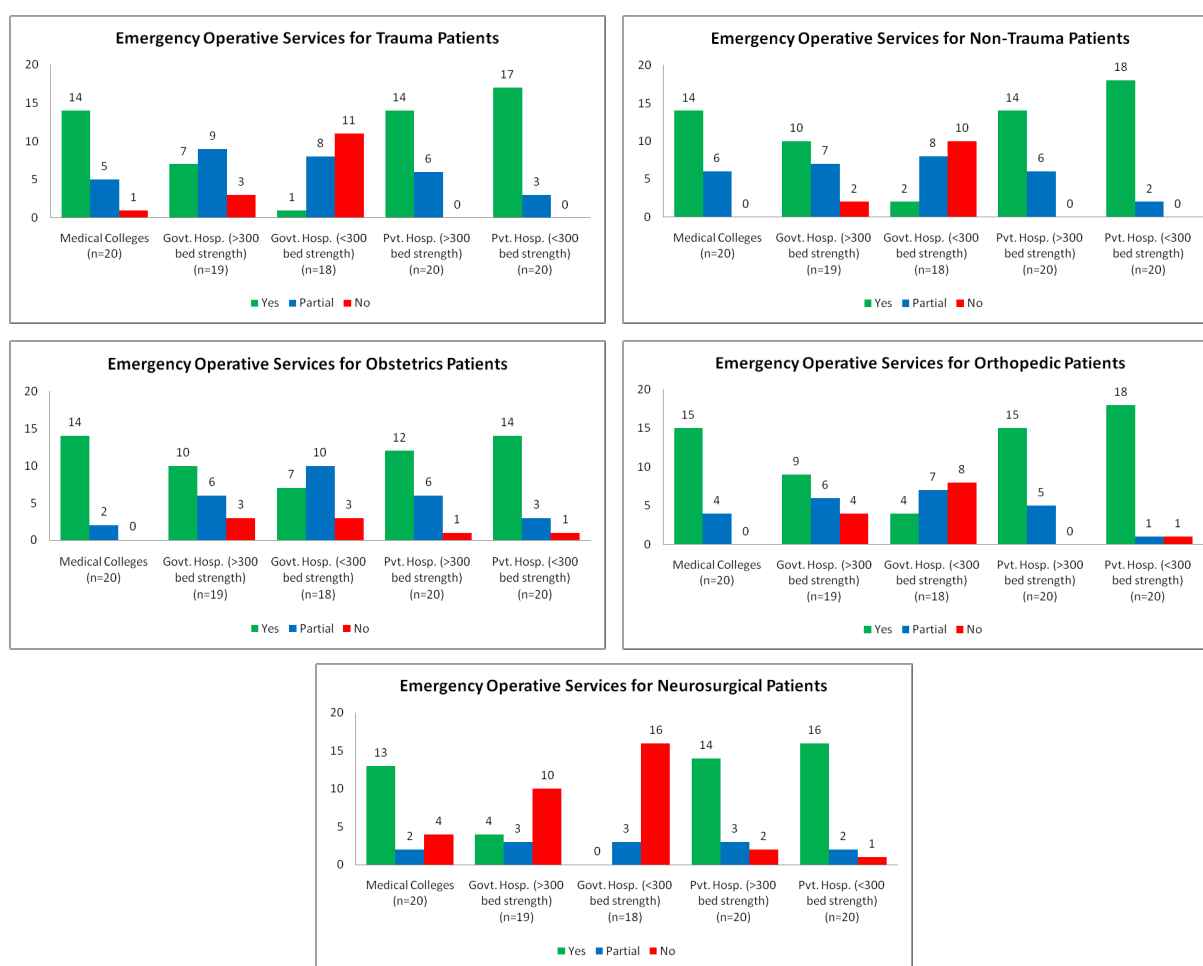 Emergency Operative Services for Trauma Patients
20
15
10
5
0
14
5
1
7
9
3
1
8
11
14
6
0
17
3
0
Medical Colleges
(n=20)
Govt. Hosp. (>300
bed strength)
(n=19)
Govt. Hosp. (<300
bed strength)
(n=18)
Pvt. Hosp. (>300
bed strength)
(n=20)
Pvt. Hosp. (<300
bed strength)
(n=20)
Yes Partial No
Emergency Operative Services for Non-Trauma Patients
20
15
10
5
0
14
6
0
10
7
2
2
8
10
14
6
0
18
2
0
Medical Colleges
(n=20)
Govt. Hosp. (>300
bed strength)
(n=19)
Govt. Hosp. (<300
bed strength)
(n=18)
Pvt. Hosp. (>300
bed strength)
(n=20)
Pvt. Hosp. (<300
bed strength)
(n=20)
Yes Partial No
Emergency Operative Services for Obstetrics Patients
20
15
10
5
0
14
2
0
10
6
3
7
10
3
12
6
1
14
3
1
Medical Colleges
(n=20)
Govt. Hosp. (>300
bed strength)
(n=19)
Govt. Hosp. (<300
bed strength)
(n=18)
Pvt. Hosp. (>300
bed strength)
(n=20)
Pvt. Hosp. (<300
bed strength)
(n=20)
Yes Partial No
Emergency Operative Services for Orthopedic Patients
20
15
10
5
0
15
4
0
9
6
4
4
7
8
15
5
0
18
1
1
Medical Colleges
(n=20)
Govt. Hosp. (>300
bed strength)
(n=19)
Govt. Hosp. (<300
bed strength)
(n=18)
Pvt. Hosp. (>300
bed strength)
(n=20)
Pvt. Hosp. (<300
bed strength)
(n=20)
Yes Partial No
Emergency Operative Services for Neurosurgical Patients
20
15
10
5
0
13
2
4
4
3
10
0
3
16
14
3
2
16
2
1
Medical Colleges
(n=20)
Govt. Hosp. (>300
bed strength)
(n=19)
Govt. Hosp. (<300
bed strength)
(n=18)
Pvt. Hosp. (>300
bed strength)
(n=20)
Pvt. Hosp. (<300
bed strength)
(n=20)
Yes Partial No